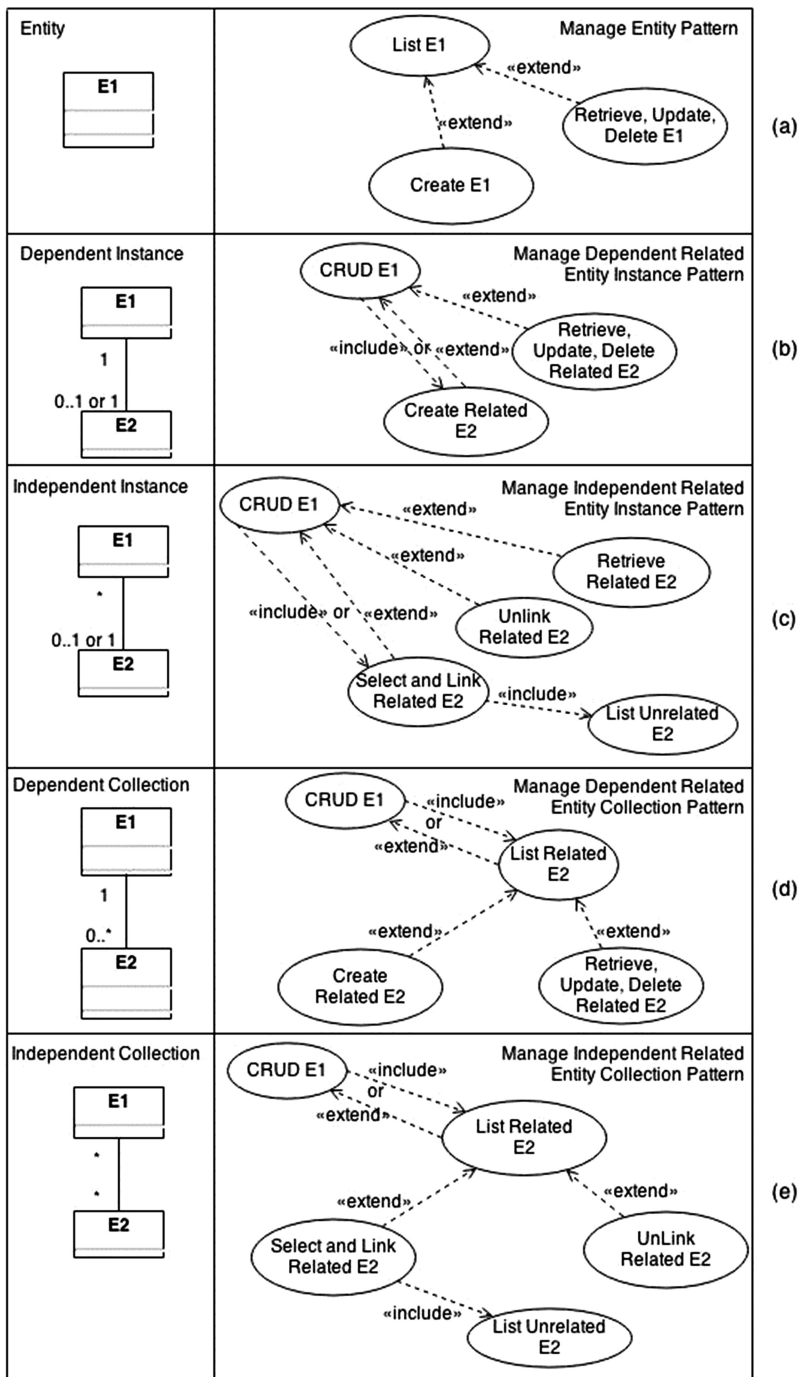 Entity
E1
List E1
Manage Entity Pattern
«extend»
«extend»
Retrieve, Update,
Delete E1
Create E1
(a)
Dependent Instance
E1
1
0..1 or 1
E2
CRUD E1
Manage Dependent Related
Entity Instance Pattern
«extend»
Retrieve,
Update, Delete
Related E2
«include» or «extend»
Create Related
E2
(b)
Independent Instance
E1
*
0..1 or 1
E2
CRUD E1
Manage Independent Related
Entity Instance Pattern
«extend»
«extend»
Retrieve
Related E2
«include» or «extend»
Unlink
Related E2
Select and Link
Related E2
«include»
List Unrelated
E2
(c)
Dependent Collection
E1
1
0..*
E2
CRUD E1
Manage Dependent Related
Entity Collection Pattern
«include»
or
«extend»
List Related
E2
«extend»
«extend»
Create
Related E2
Retrieve,
Update, Delete
Related E2
(d)
Independent Collection
E1
*
*
E2
CRUD E1
Manage Independent Related
Entity Collection Pattern
«include»
or
«extend»
List Related
E2
«extend»
«extend»
Select and Link
Related E2
UnLink
Related E2
«include»
List Unrelated
E2
(e)